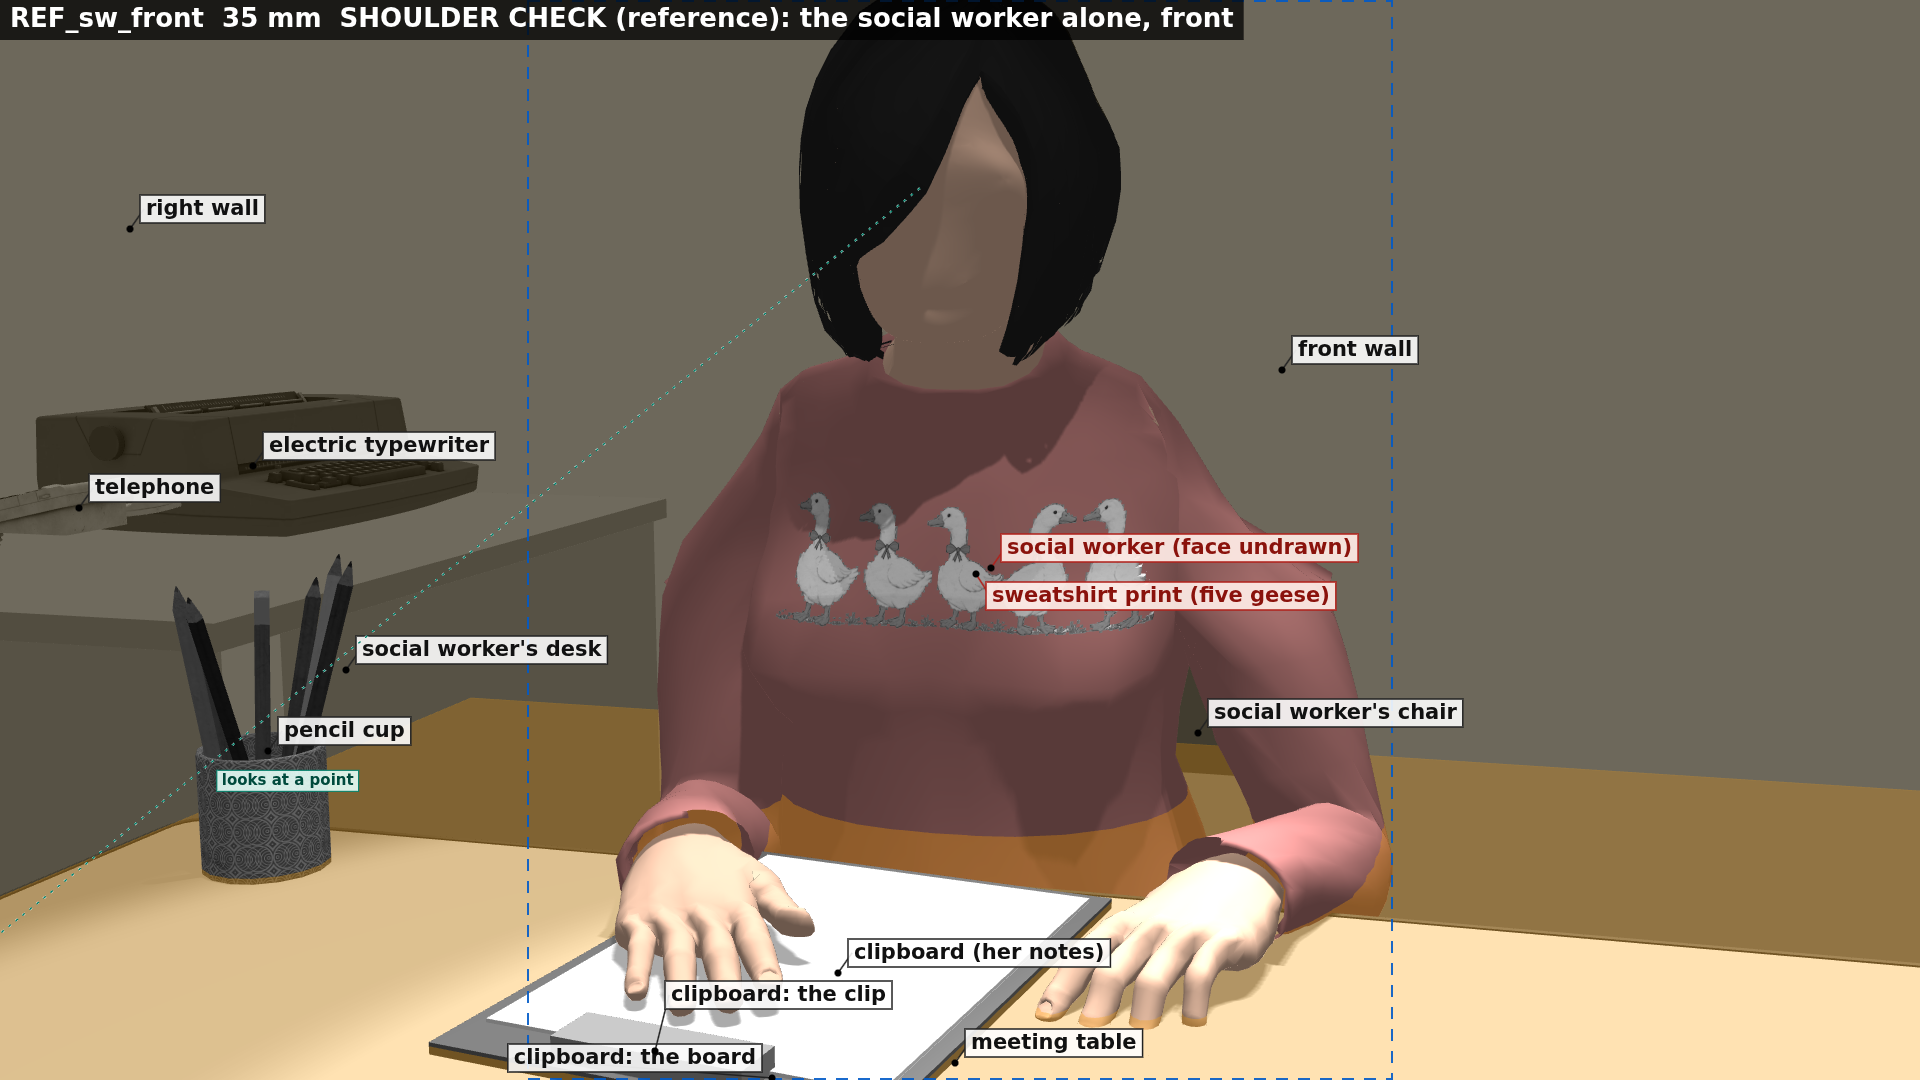 REF_sw_front 35 mm SHOULDER CHECK (reference): the social worker alone, front
right wall
front wall
electric typewriter
telephone
social worker (face undrawn)
sweatshirt print (five geese)
social worker's desk
social worker's chair
pencil cup
looks at a point
clipboard (her notes)
clipboard: the clip
meeting table
clipboard: the board